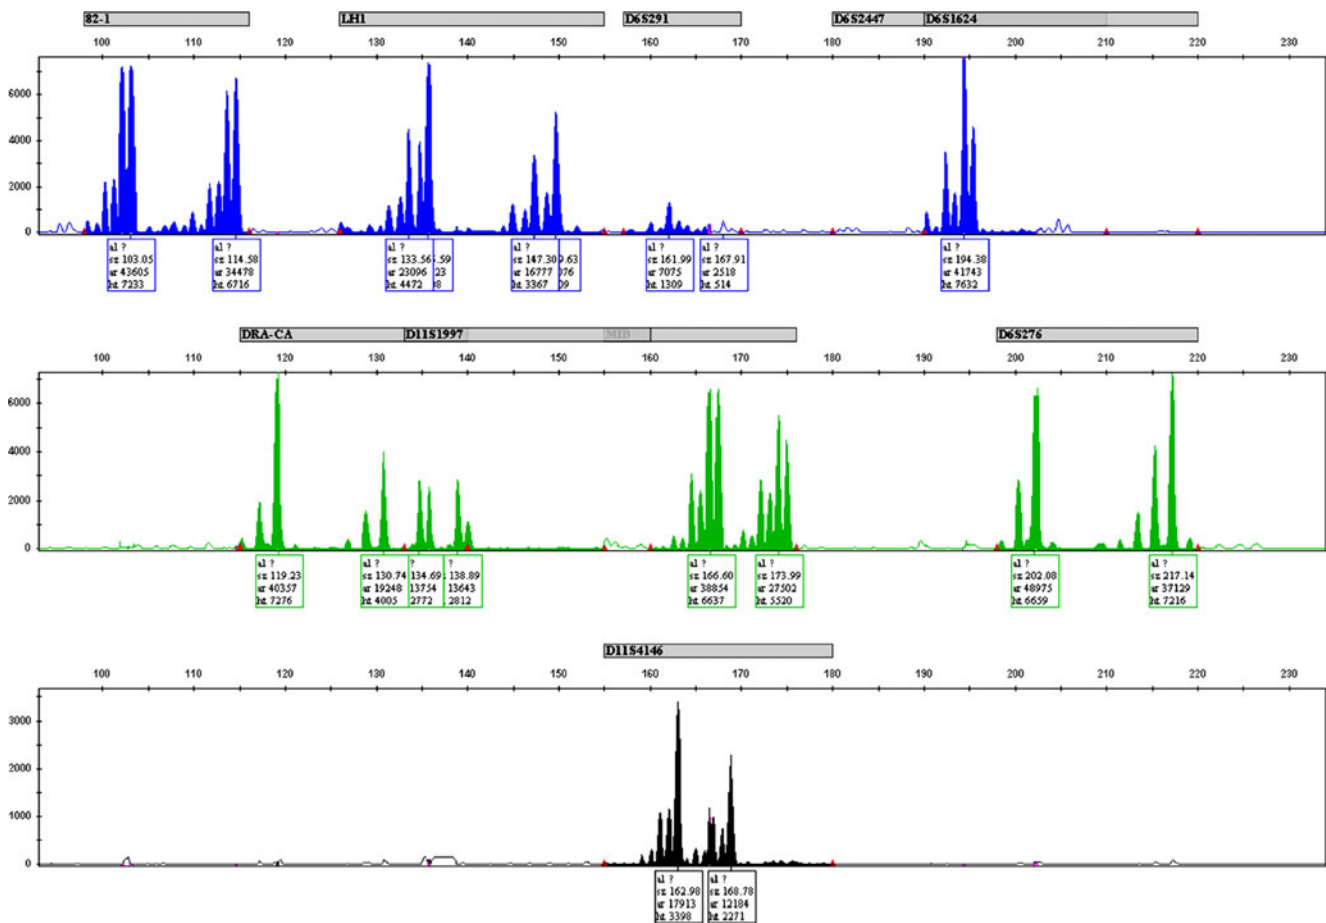 82-1 LH1 D6S291 D6S2447 D6S1624
100 110 120 130 140 150 160 170 180 190 200 210 220 230
6000
4000
2000
0
al ? al ? al ? al ? al ? al ? al ?
sz 103.05 sz 114.58 sz 133.56 .59 sz 147.30 9.63 sz 161.99 sz 167.91 sz 194.38
ar 43605 ar 34478 ar 23096 23 ar 16777 076 ar 7075 ar 2518 ar 41743
ht 7233 ht 6716 ht 4472 8 ht 3367 09 ht 1309 ht 514 ht 7632
DRA-CA D11S1997 MIB D6S276
100 110 120 130 140 150 160 170 180 190 200 210 220 230
6000
4000
2000
0
al ? al ? ? ? al ? al ? al ? al ?
sz 119.23 sz 130.74 134.69 138.89 sz 166.60 sz 173.99 sz 202.08 sz 217.14
ar 40357 ar 19248 13754 13643 ar 38854 ar 27502 ar 48975 ar 37129
ht 7276 ht 4005 2772 2812 ht 6637 ht 5520 ht 6659 ht 7216
D11S4146
100 110 120 130 140 150 160 170 180 190 200 210 220 230
3000
2000
1000
0
al ? al ?
sz 162.98 sz 168.78
ar 17913 ar 12184
ht 3398 ht 2271